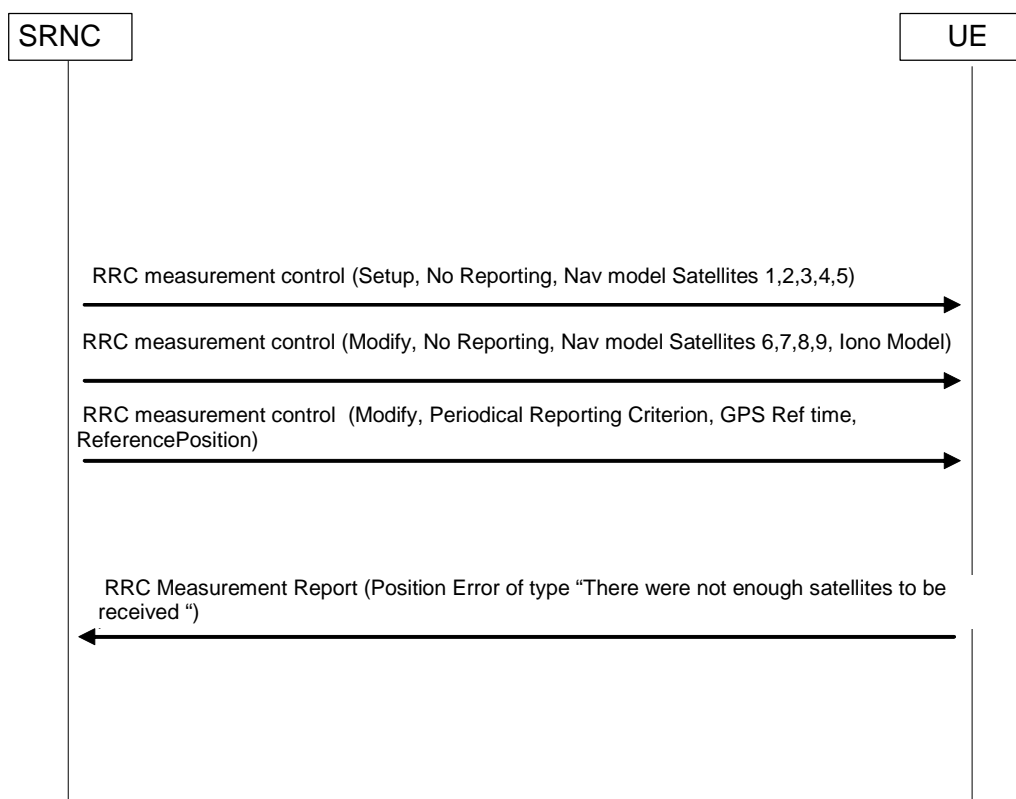 SRNC
UE
RRC measurement control (Setup, No Reporting, Nav model Satellites 1,2,3,4,5)
RRC measurement control (Modify, No Reporting, Nav model Satellites 6,7,8,9, Iono Model)
RRC measurement control (Modify, Periodical Reporting Criterion, GPS Ref time,
ReferencePosition)
RRC Measurement Report (Position Error of type “There were not enough satellites to be
received “)